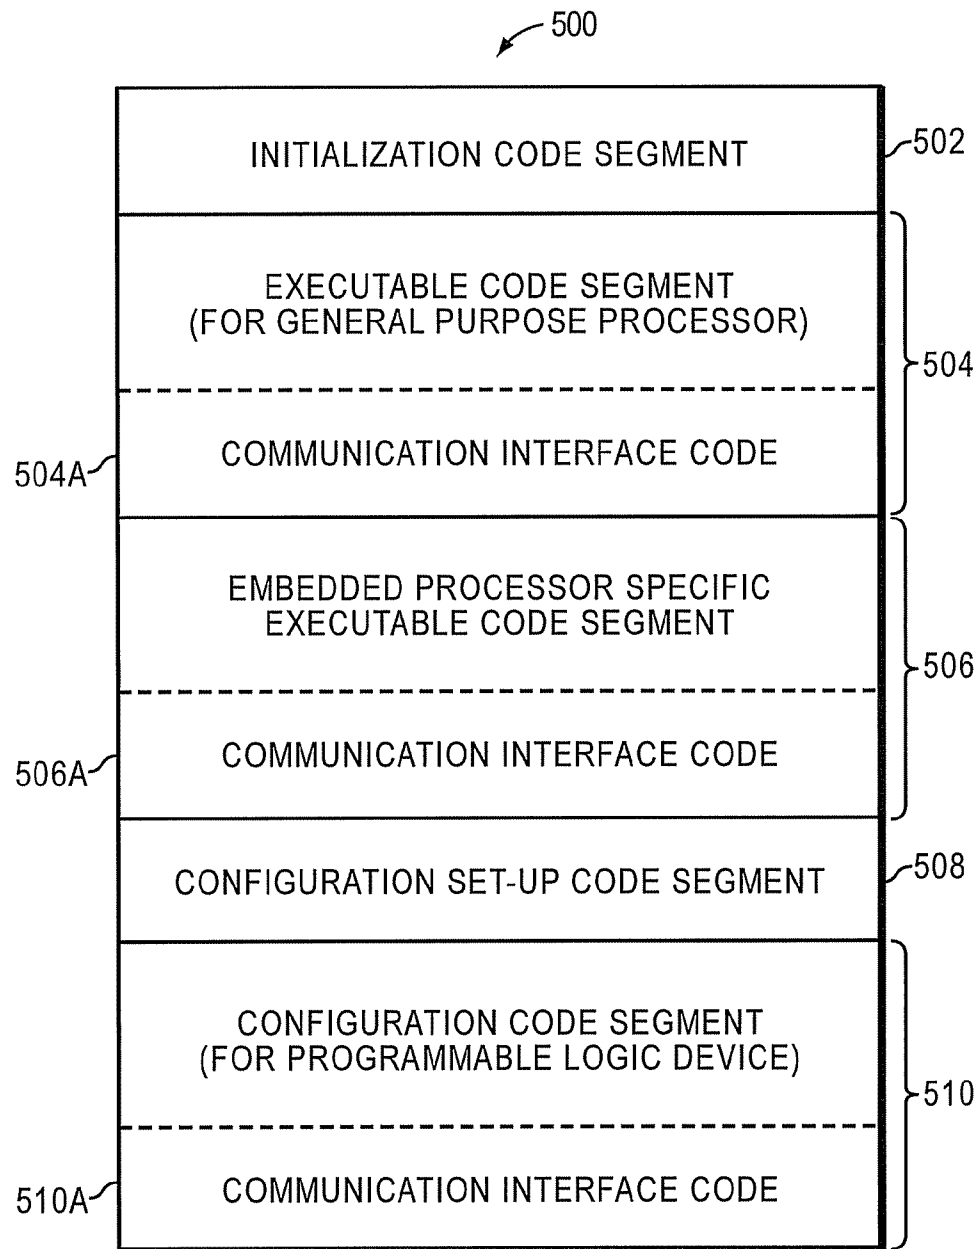 500
INITIALIZATION CODE SEGMENT
502
EXECUTABLE CODE SEGMENT
(FOR GENERAL PURPOSE PROCESSOR)
504
COMMUNICATION INTERFACE CODE
504A
EMBEDDED PROCESSOR SPECIFIC
EXECUTABLE CODE SEGMENT
506
COMMUNICATION INTERFACE CODE
506A
CONFIGURATION SET-UP CODE SEGMENT
508
CONFIGURATION CODE SEGMENT
(FOR PROGRAMMABLE LOGIC DEVICE)
510
COMMUNICATION INTERFACE CODE
510A